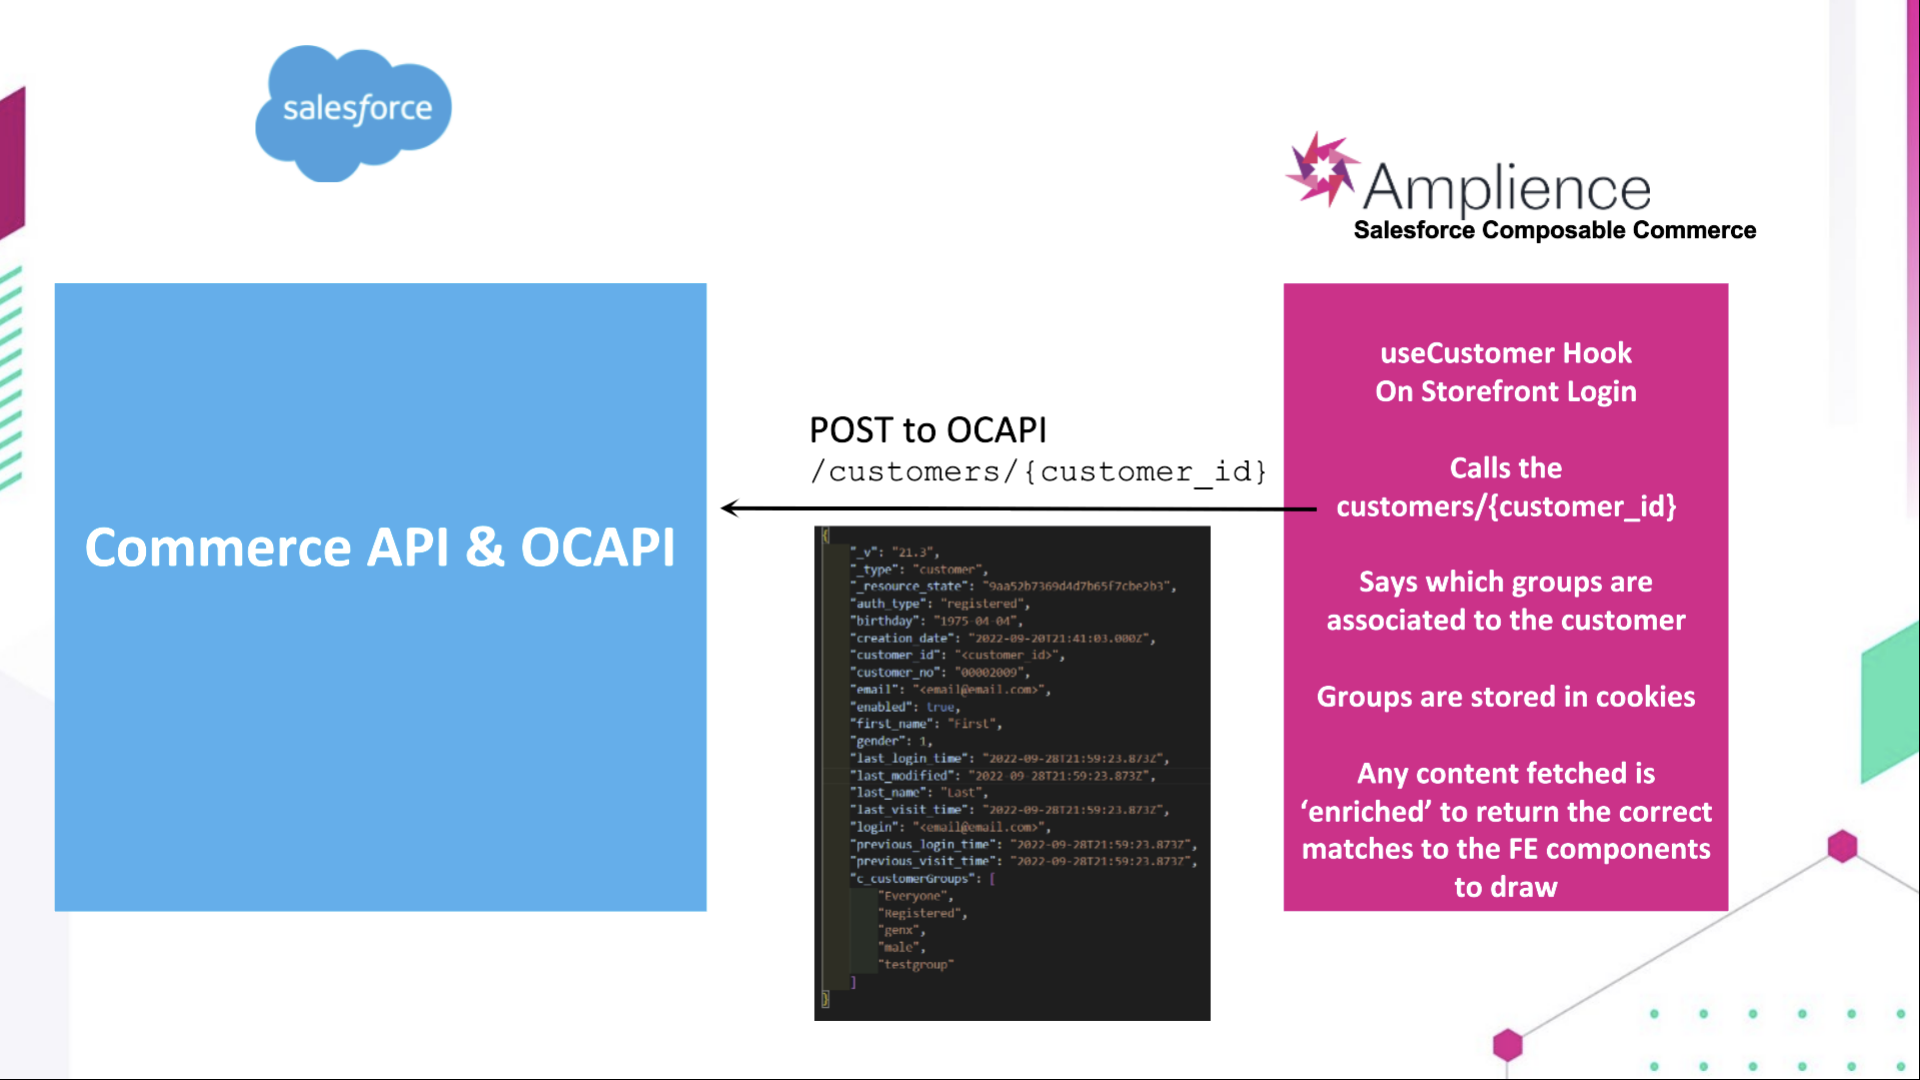 salesforce
Amplience
Salesforce Composable Commerce
Commerce API & OCAPI
POST to OCAPI
/customers/{customer_id}
{
"_v": "21.3",
"_type": "customer",
"_resource_state": "9aa52b7369d4d7b65f7cbe2b3",
"auth_type": "registered",
"birthday": "1975-04-04",
"creation_date": "2022-09-20T21:41:03.000Z",
"customer_id": "<customer_id>",
"customer_no": "00002009",
"email": "<email@email.com>",
"enabled": true,
"first_name": "First",
"gender": 1,
"last_login_time": "2022-09-28T21:59:23.873Z",
"last_modified": "2022-09-28T21:59:23.873Z",
"last_name": "Last",
"last_visit_time": "2022-09-28T21:59:23.873Z",
"login": "<email@email.com>",
"previous_login_time": "2022-09-28T21:59:23.873Z",
"previous_visit_time": "2022-09-28T21:59:23.873Z",
"c_customerGroups": [
"Everyone",
"Registered",
"genx",
"male",
"testgroup"
]
}
useCustomer Hook
On Storefront Login
Calls the
customers/{customer_id}
Says which groups are
associated to the customer
Groups are stored in cookies
Any content fetched is
‘enriched’ to return the correct
matches to the FE components
to draw